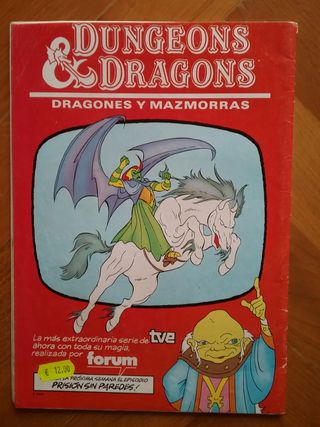 DUNGEONS
& DRAGONS
DRAGONES Y MAZMORRAS
La más extraordinaria serie de tve
ahora con toda su magia,
realizada por forum
€ 12.00
LA PRÓXIMA SEMANA EL EPISODIO
PRISIÓN SIN PAREDES!